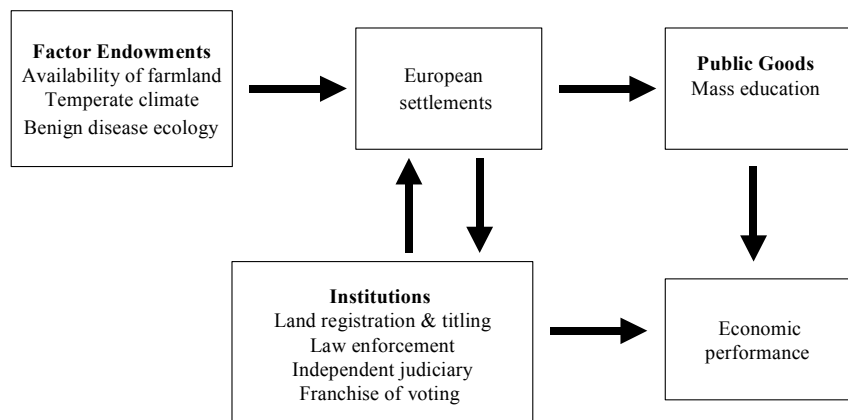 Factor Endowments
Availability of farmland
Temperate climate
Benign disease ecology
European
settlements
Public Goods
Mass education
Institutions
Land registration & titling
Law enforcement
Independent judiciary
Franchise of voting
Economic
performance